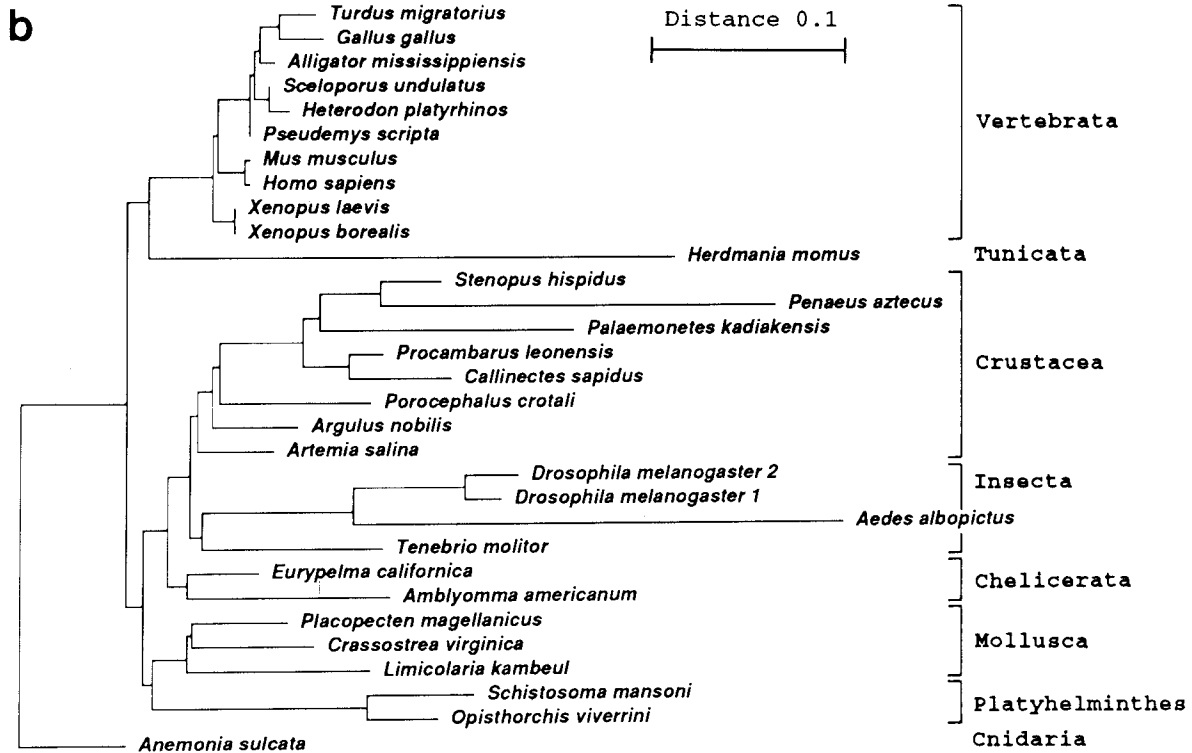 b
Distance 0.1
Turdus migratorius
Gallus gallus
Alligator mississippiensis
Sceloporus undulatus
Heterodon platyrhinos
Pseudemys scripta
Mus musculus
Homo sapiens
Xenopus laevis
Xenopus borealis
Vertebrata
Herdmania momus
Tunicata
Stenopus hispidus
Penaeus aztecus
Palaemonetes kadiakensis
Procambarus leonensis
Callinectes sapidus
Porocephalus crotali
Argulus nobilis
Artemia salina
Crustacea
Drosophila melanogaster 2
Drosophila melanogaster 1
Aedes albopictus
Tenebrio molitor
Insecta
Eurypelma californica
Amblyomma americanum
Chelicerata
Placopecten magellanicus
Crassostrea virginica
Limicolaria kambeul
Mollusca
Schistosoma mansoni
Opisthorchis viverrini
Platyhelminthes
Anemonia sulcata
Cnidaria